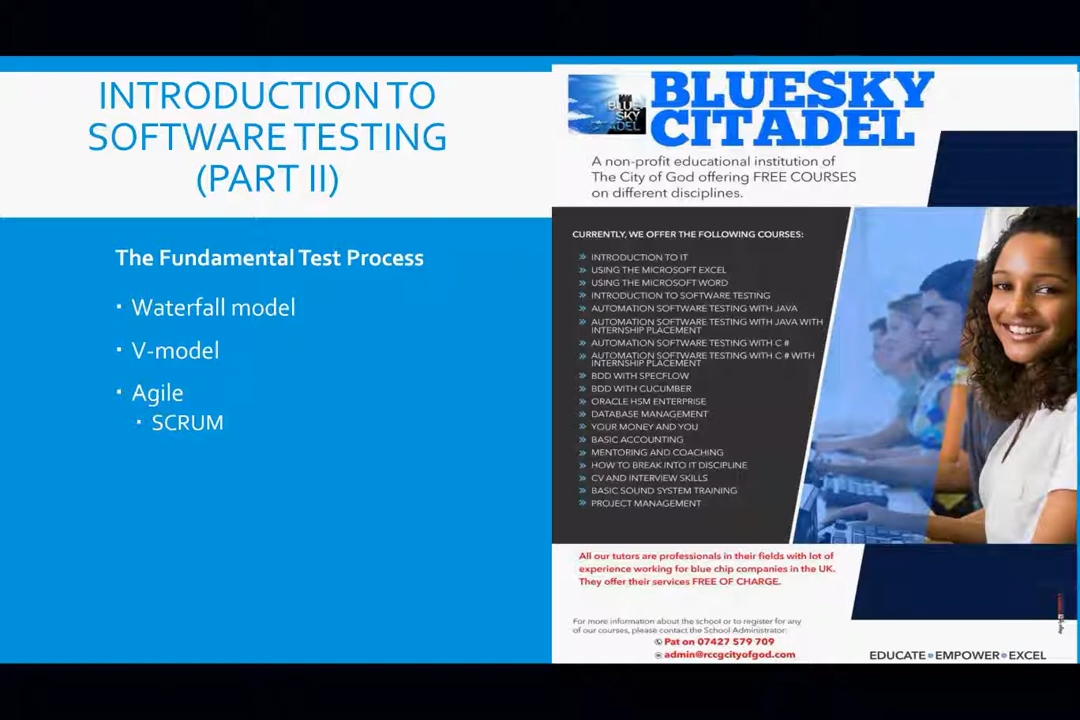 INTRODUCTION TO
SOFTWARE TESTING
(PART II)
The Fundamental Test Process
▪ Waterfall model
▪ V-model
▪ Agile
▪ SCRUM
BLUE
SKY
CITADEL
BLUESKY
CITADEL
A non-profit educational institution of
The City of God offering FREE COURSES
on different disciplines.
CURRENTLY, WE OFFER THE FOLLOWING COURSES:
» INTRODUCTION TO IT
» USING THE MICROSOFT EXCEL
» USING THE MICROSOFT WORD
» INTRODUCTION TO SOFTWARE TESTING
» AUTOMATION SOFTWARE TESTING WITH JAVA
» AUTOMATION SOFTWARE TESTING WITH JAVA WITH
INTERNSHIP PLACEMENT
» AUTOMATION SOFTWARE TESTING WITH C #
» AUTOMATION SOFTWARE TESTING WITH C # WITH
INTERNSHIP PLACEMENT
» BDD WITH SPECFLOW
» BDD WITH CUCUMBER
» ORACLE HSM ENTERPRISE
» DATABASE MANAGEMENT
» YOUR MONEY AND YOU
» BASIC ACCOUNTING
» MENTORING AND COACHING
» HOW TO BREAK INTO IT DISCIPLINE
» CV AND INTERVIEW SKILLS
» BASIC SOUND SYSTEM TRAINING
» PROJECT MANAGEMENT
All our tutors are professionals in their fields with lot of
experience working for blue chip companies in the UK.
They offer their services FREE OF CHARGE.
For more information about the school or to register for any
of our courses, please contact the School Administrator:
Pat on 07427 579 709
admin@rccgcityofgod.com
EDUCATE•EMPOWER•EXCEL